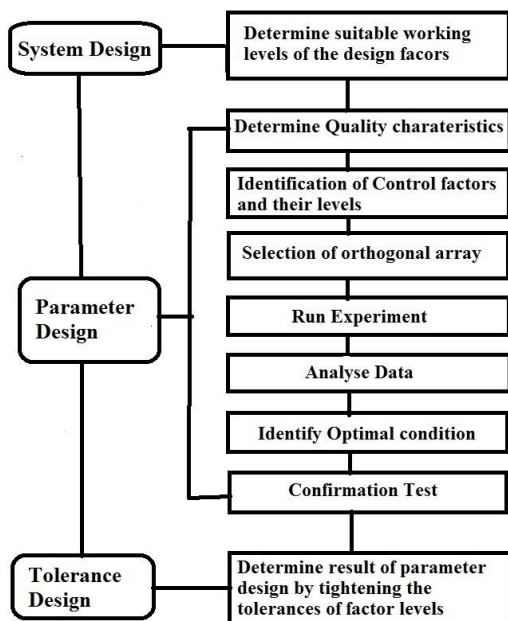 System Design
Determine suitable working
levels of the design facors
Determine Quality charateristics
Identification of Control factors
and their levels
Selection of orthogonal array
Parameter
Design
Run Experiment
Analyse Data
Identify Optimal condition
Confirmation Test
Tolerance
Design
Determine result of parameter
design by tightening the
tolerances of factor levels